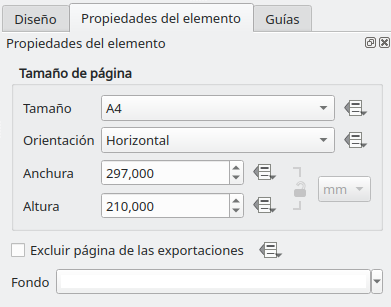 Diseño Propiedades del elemento Guías
Propiedades del elemento
Tamaño de página
Tamaño A4
Orientación Horizontal
Anchura 297,000 mm
Altura 210,000
Excluir página de las exportaciones
Fondo